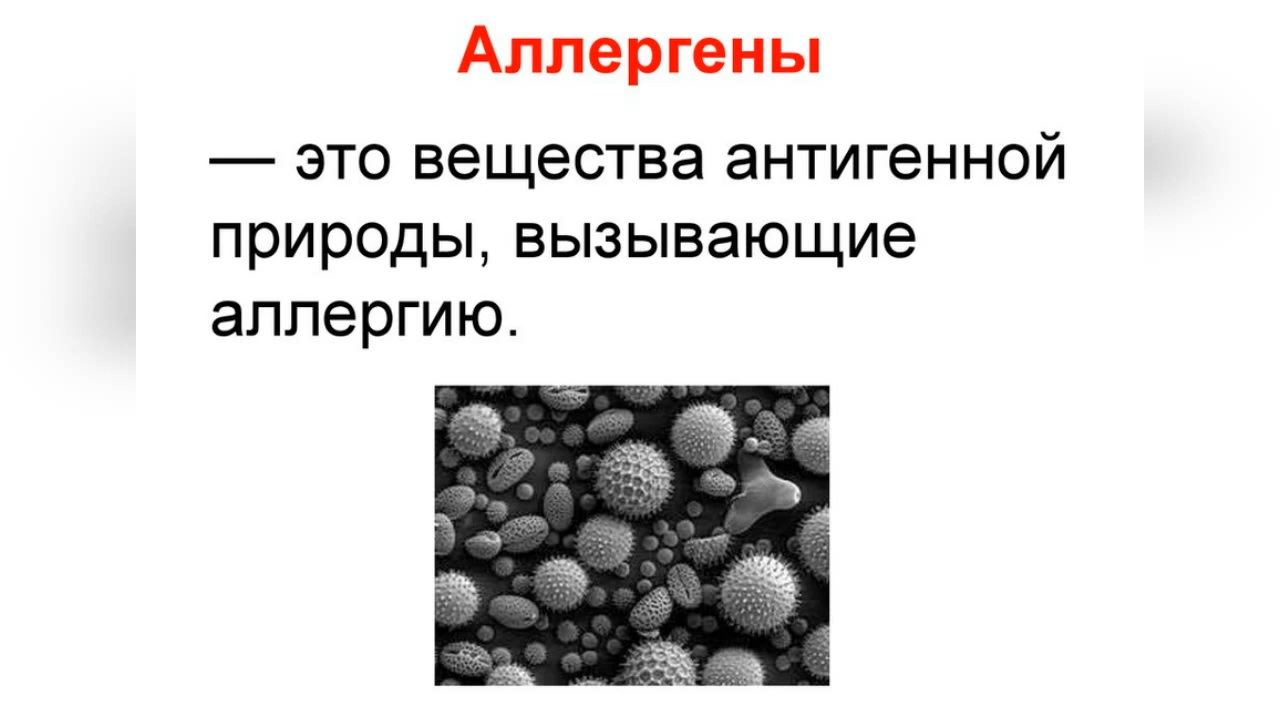 Аллергены
— это вещества антигенной
природы, вызывающие
аллергию.